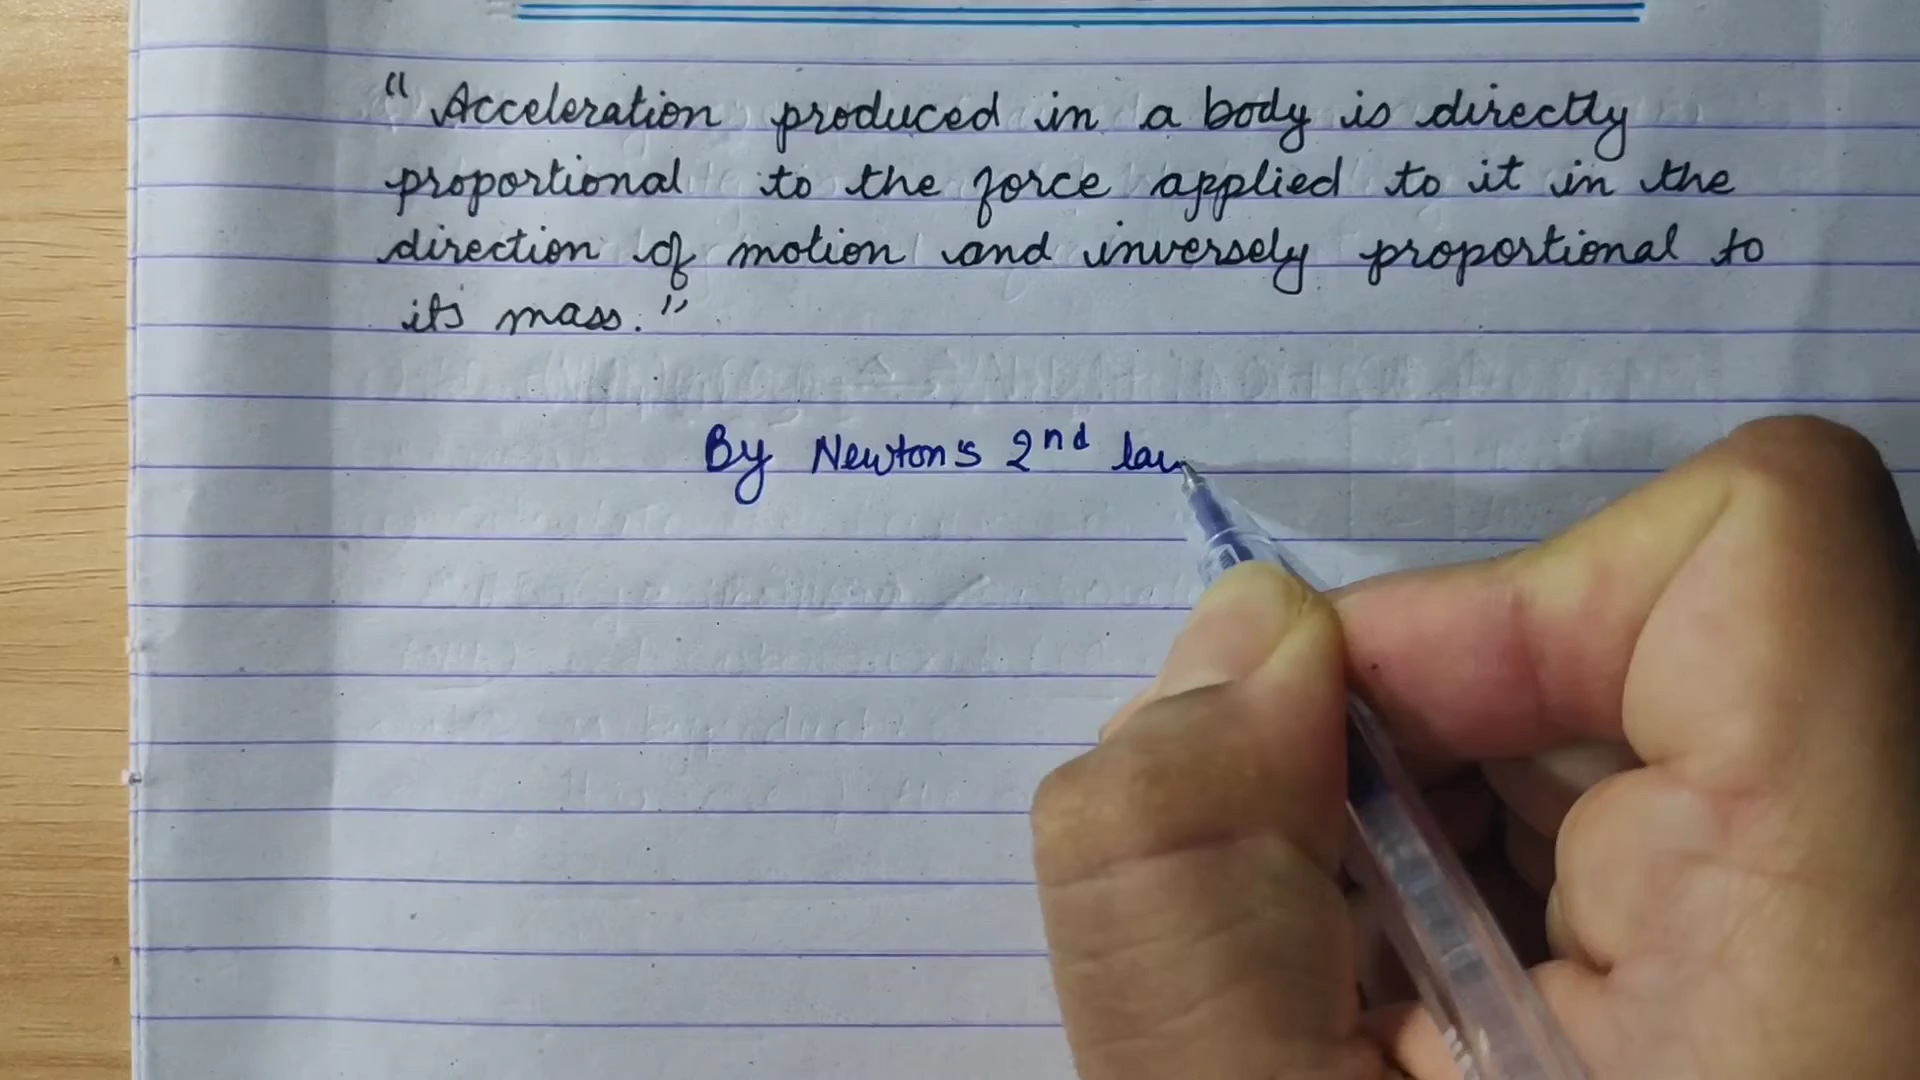 “Acceleration produced in a body is directly
proportional to the force applied to it in the
direction of motion and inversely proportional to
its mass.”
By Newton's 2nd law